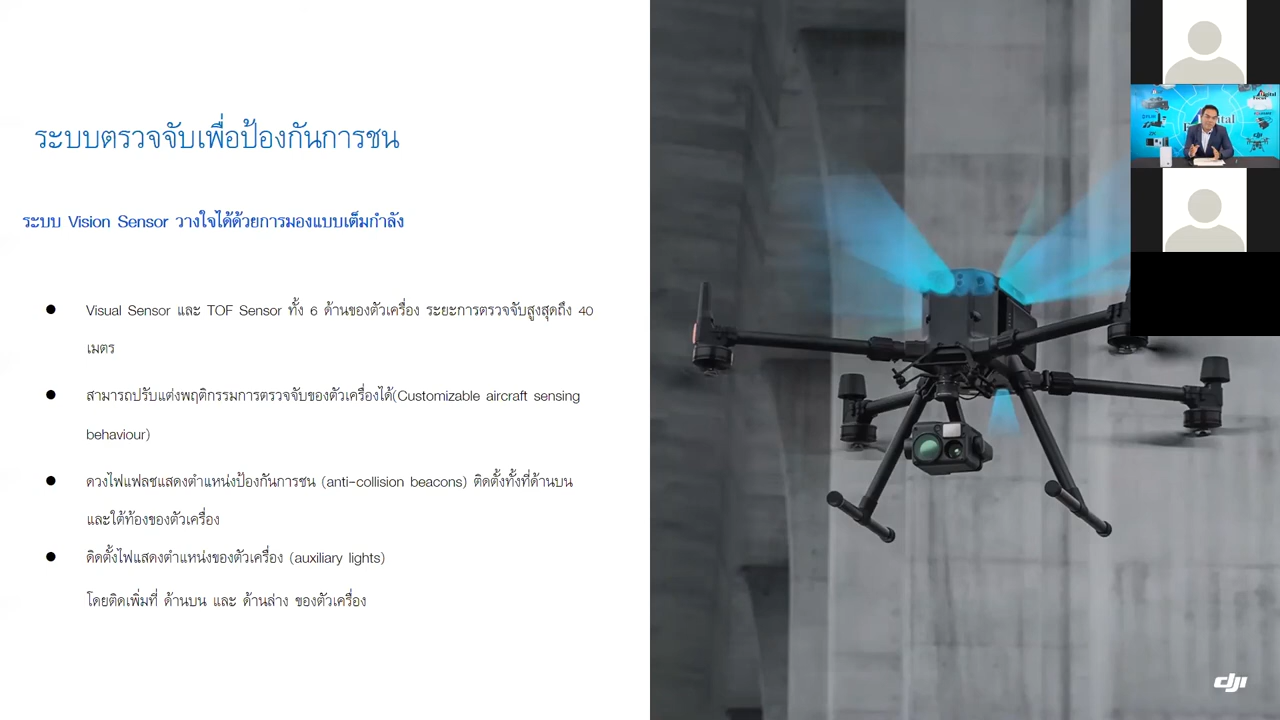 ระบบตรวจจับเพื่อป้องกันการชน
ระบบ Vision Sensor วางใจได้ด้วยการมองแบบเต็มกำลัง
● Visual Sensor และ TOF Sensor ทั้ง 6 ด้านของตัวเครื่อง ระยะการตรวจจับสูงสุดถึง 40
เมตร
● สามารถปรับแต่งพฤติกรรมการตรวจจับของตัวเครื่องได้(Customizable aircraft sensing
behaviour)
● ดวงไฟแฟลชแสดงตำแหน่งป้องกันการชน (anti-collision beacons) ติดตั้งทั้งที่ด้านบน
และใต้ท้องของตัวเครื่อง
● ติดตั้งไฟแสดงตำแหน่งของตัวเครื่อง (auxiliary lights)
โดยติดเพิ่มที่ ด้านบน และ ด้านล่าง ของตัวเครื่อง
dji